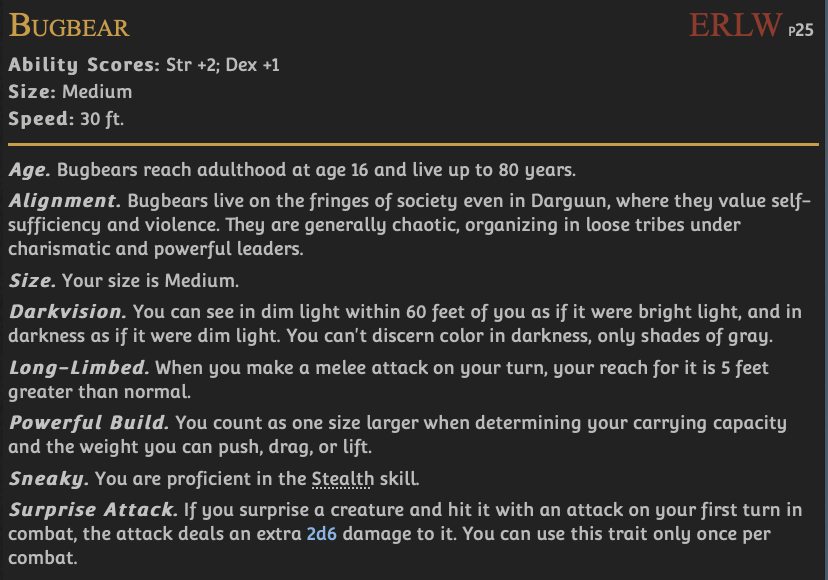 Bugbear ERLW p25
Ability Scores: Str +2; Dex +1
Size: Medium
Speed: 30 ft.
Age. Bugbears reach adulthood at age 16 and live up to 80 years.
Alignment. Bugbears live on the fringes of society even in Darguun, where they value self-
sufficiency and violence. They are generally chaotic, organizing in loose tribes under
charismatic and powerful leaders.
Size. Your size is Medium.
Darkvision. You can see in dim light within 60 feet of you as if it were bright light, and in
darkness as if it were dim light. You can't discern color in darkness, only shades of gray.
Long-Limbed. When you make a melee attack on your turn, your reach for it is 5 feet
greater than normal.
Powerful Build. You count as one size larger when determining your carrying capacity
and the weight you can push, drag, or lift.
Sneaky. You are proficient in the Stealth skill.
Surprise Attack. If you surprise a creature and hit it with an attack on your first turn in
combat, the attack deals an extra 2d6 damage to it. You can use this trait only once per
combat.